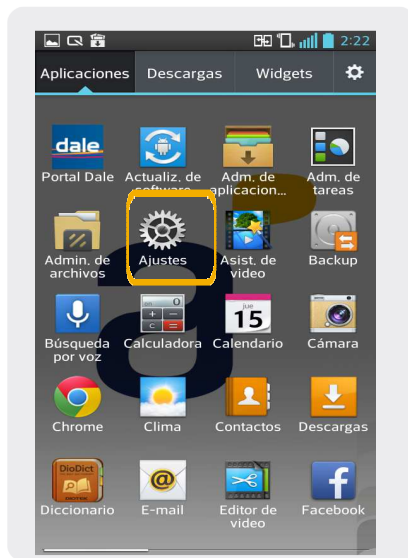 2:22
Aplicaciones Descargas Widgets
dale
Portal Dale Actualiz. de software Adm. de aplicacion... Adm. de tareas
Admin. de archivos Ajustes Asist. de video Backup
0
+ -
C =
jue
15
Búsqueda por voz Calculadora Calendario Cámara
Chrome Clima Contactos Descargas
DioDict
@
f
Diccionario E-mail Editor de video Facebook